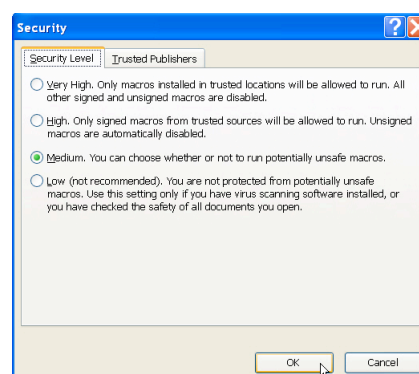 Security
Security Level Trusted Publishers
Very High. Only macros installed in trusted locations will be allowed to run. All
other signed and unsigned macros are disabled.
High. Only signed macros from trusted sources will be allowed to run. Unsigned
macros are automatically disabled.
Medium. You can choose whether or not to run potentially unsafe macros.
Low (not recommended). You are not protected from potentially unsafe
macros. Use this setting only if you have virus scanning software installed, or
you have checked the safety of all documents you open.
OK Cancel